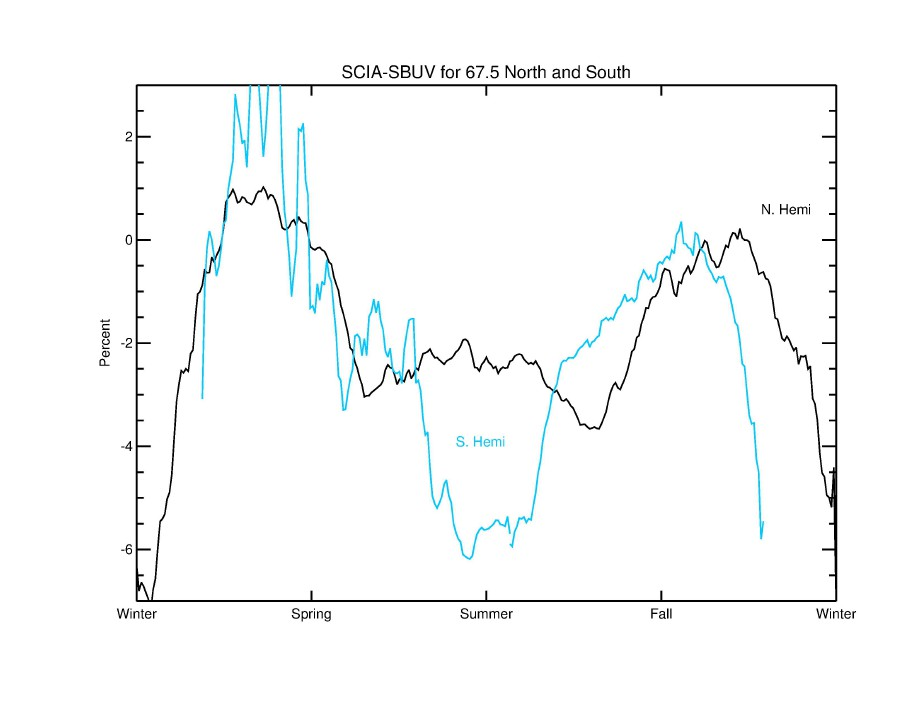 SCIA-SBUV for 67.5 North and South
2
0
-2
-4
-6
Percent
N. Hemi
S. Hemi
Winter Spring Summer Fall Winter